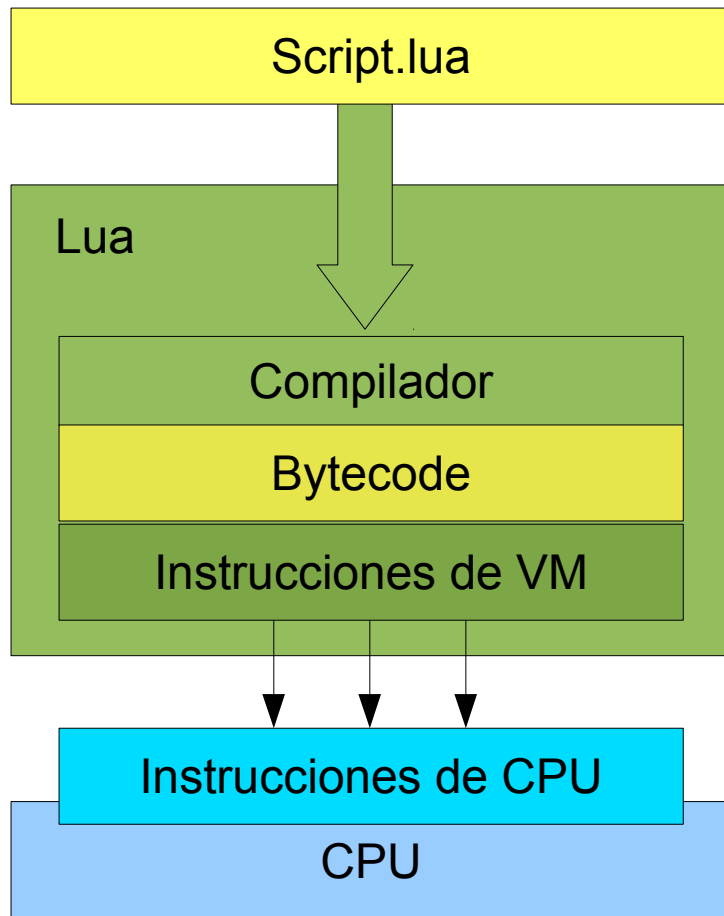 Script.lua
Lua
Compilador
Bytecode
Instrucciones de VM
Instrucciones de CPU
CPU